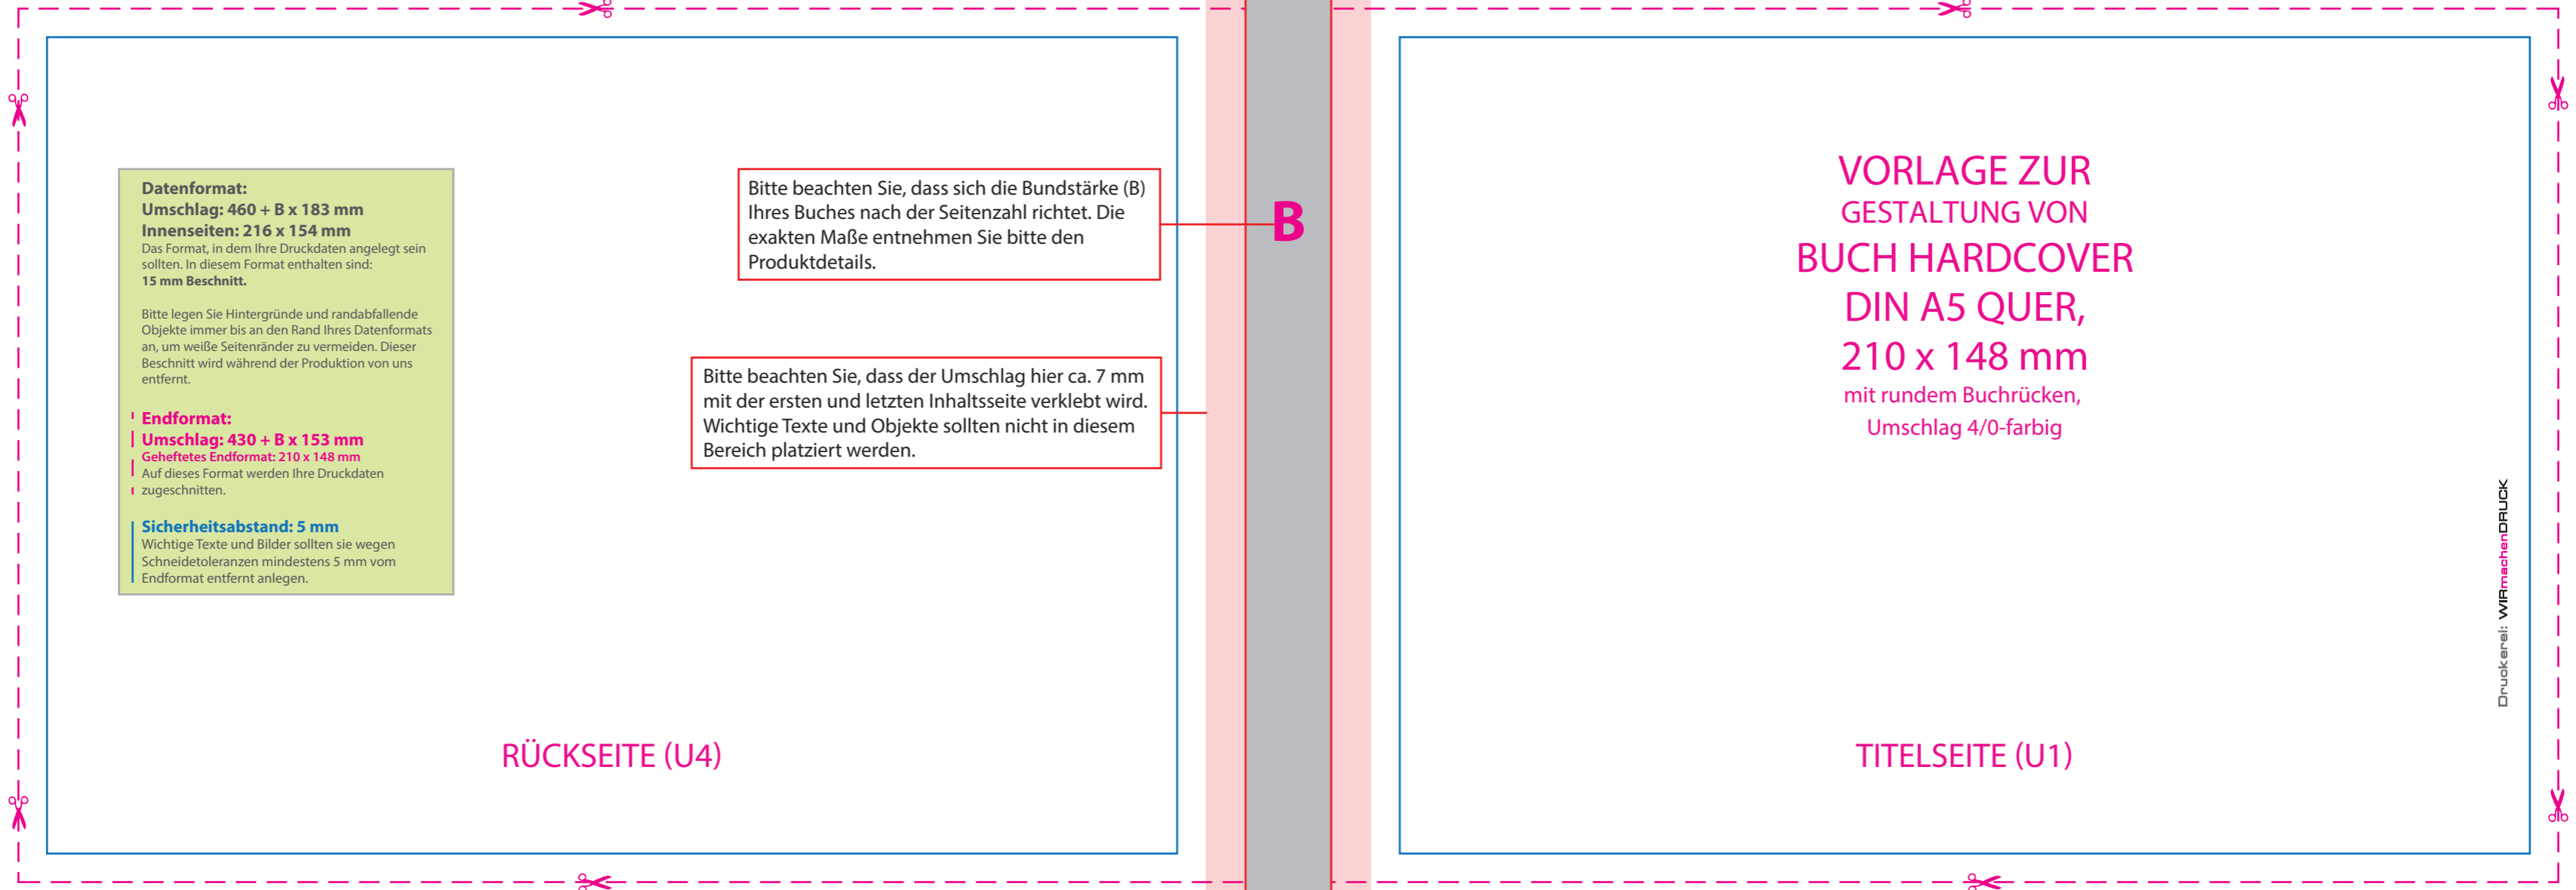 Datenformat:
Umschlag: 460 + B x 183 mm
Innenseiten: 216 x 154 mm
Das Format, in dem Ihre Druckdaten angelegt sein
sollten. In diesem Format enthalten sind:
15 mm Beschnitt.
Bitte legen Sie Hintergründe und randabfallende
Objekte immer bis an den Rand Ihres Datenformats
an, um weiße Seitenränder zu vermeiden. Dieser
Beschnitt wird während der Produktion von uns
entfernt.
Endformat:
Umschlag: 430 + B x 153 mm
Geheftetes Endformat: 210 x 148 mm
Auf dieses Format werden Ihre Druckdaten
zugeschnitten.
Sicherheitsabstand: 5 mm
Wichtige Texte und Bilder sollten sie wegen
Schneidetoleranzen mindestens 5 mm vom
Endformat entfernt anlegen.
Bitte beachten Sie, dass sich die Bundstärke (B)
Ihres Buches nach der Seitenzahl richtet. Die
exakten Maße entnehmen Sie bitte den
Produktdetails.
Bitte beachten Sie, dass der Umschlag hier ca. 7 mm
mit der ersten und letzten Inhaltsseite verklebt wird.
Wichtige Texte und Objekte sollten nicht in diesem
Bereich platziert werden.
RÜCKSEITE (U4)
B
VORLAGE ZUR
GESTALTUNG VON
BUCH HARDCOVER
DIN A5 QUER,
210 x 148 mm
mit rundem Buchrücken,
Umschlag 4/0-farbig
TITELSEITE (U1)
Druckerei: WIRmachenDRUCK